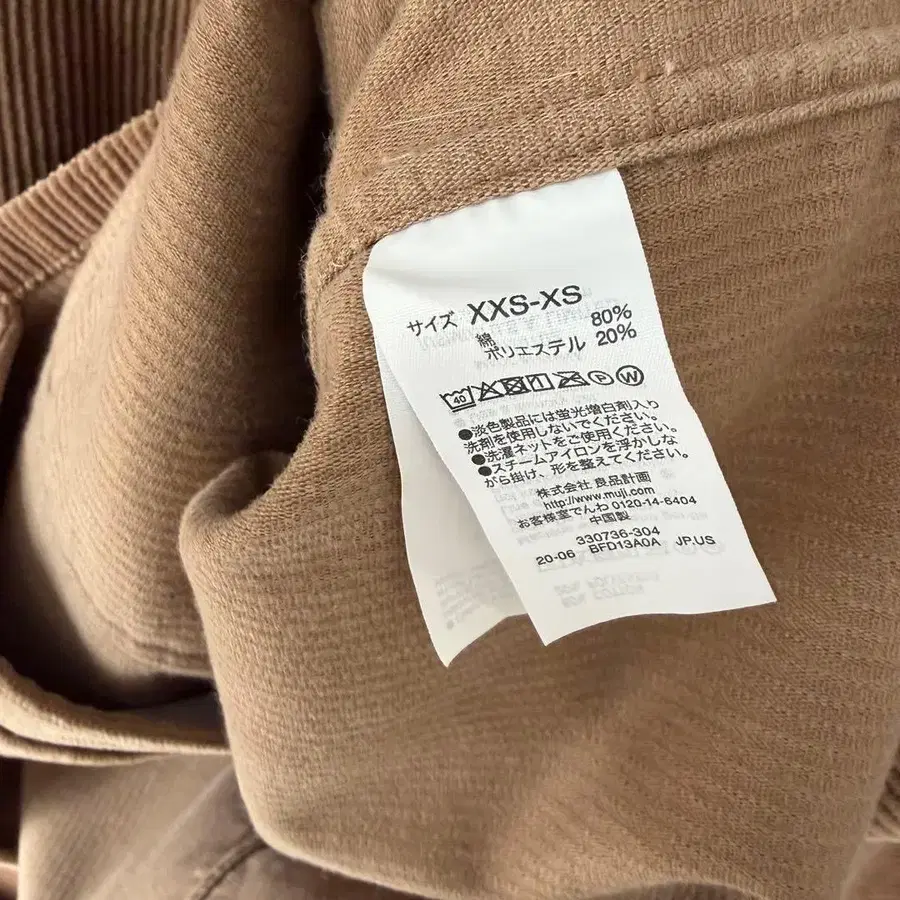 サイズ XXS-XS
綿 80%
ポリエステル 20%
40 P W
●淡色製品には蛍光増白剤入り
洗剤を使用しないでください。
●洗濯ネットをご使用ください。
●スチームアイロンを浮かしな
がら掛け、形を整えてください。
株式会社 良品計画
http://www.muji.com
お客様室でんわ 0120-14-6404
中国製
330736-304
20-06 BFD13A0A JP.US